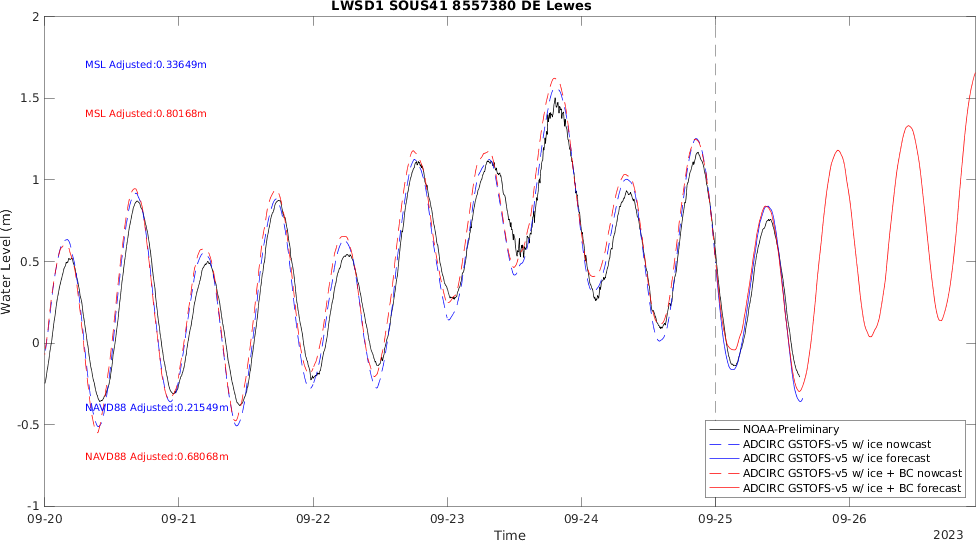 LWSD1 SOUS41 8557380 DE Lewes
2
1.5
1
0.5
0
-0.5
-1
Water Level (m)
MSL Adjusted:0.33649m
MSL Adjusted:0.80168m
NAVD88 Adjusted:0.21549m
NAVD88 Adjusted:0.68068m
NOAA-Preliminary
ADCIRC GSTOFS-v5 w/ ice nowcast
ADCIRC GSTOFS-v5 w/ ice forecast
ADCIRC GSTOFS-v5 w/ ice + BC nowcast
ADCIRC GSTOFS-v5 w/ ice + BC forecast
09-20 09-21 09-22 09-23 09-24 09-25 09-26
Time
2023